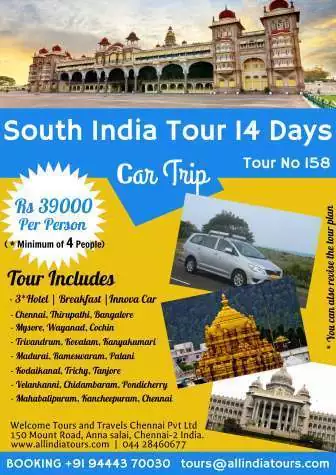 South India Tour 14 Days
Car Trip
Tour No 158
Rs 39000
Per Person
( * Minimum of 4 People)
Tour Includes
- 3*Hotel | Breakfast |Innova Car
- Chennai, Thirupathi, Bangalore
- Mysore, Wayanad, Cochin
- Trivandrum, Kovalam, Kanyakumari
- Madurai, Rameswaram, Palani
- Kodaikanal, Trichy, Tanjore
- Velankanni, Chidambaram, Pondicherry
- Mahabalipuram, Kancheepuram, Chennai
* You can also revise the tour plan
Welcome Tours and Travels Chennai Pvt Ltd
150 Mount Road, Anna salai, Chennai-2 India.
www.allindiatours.com | 044 28460677
BOOKING +91 94443 70030 tours@allindiatours.com